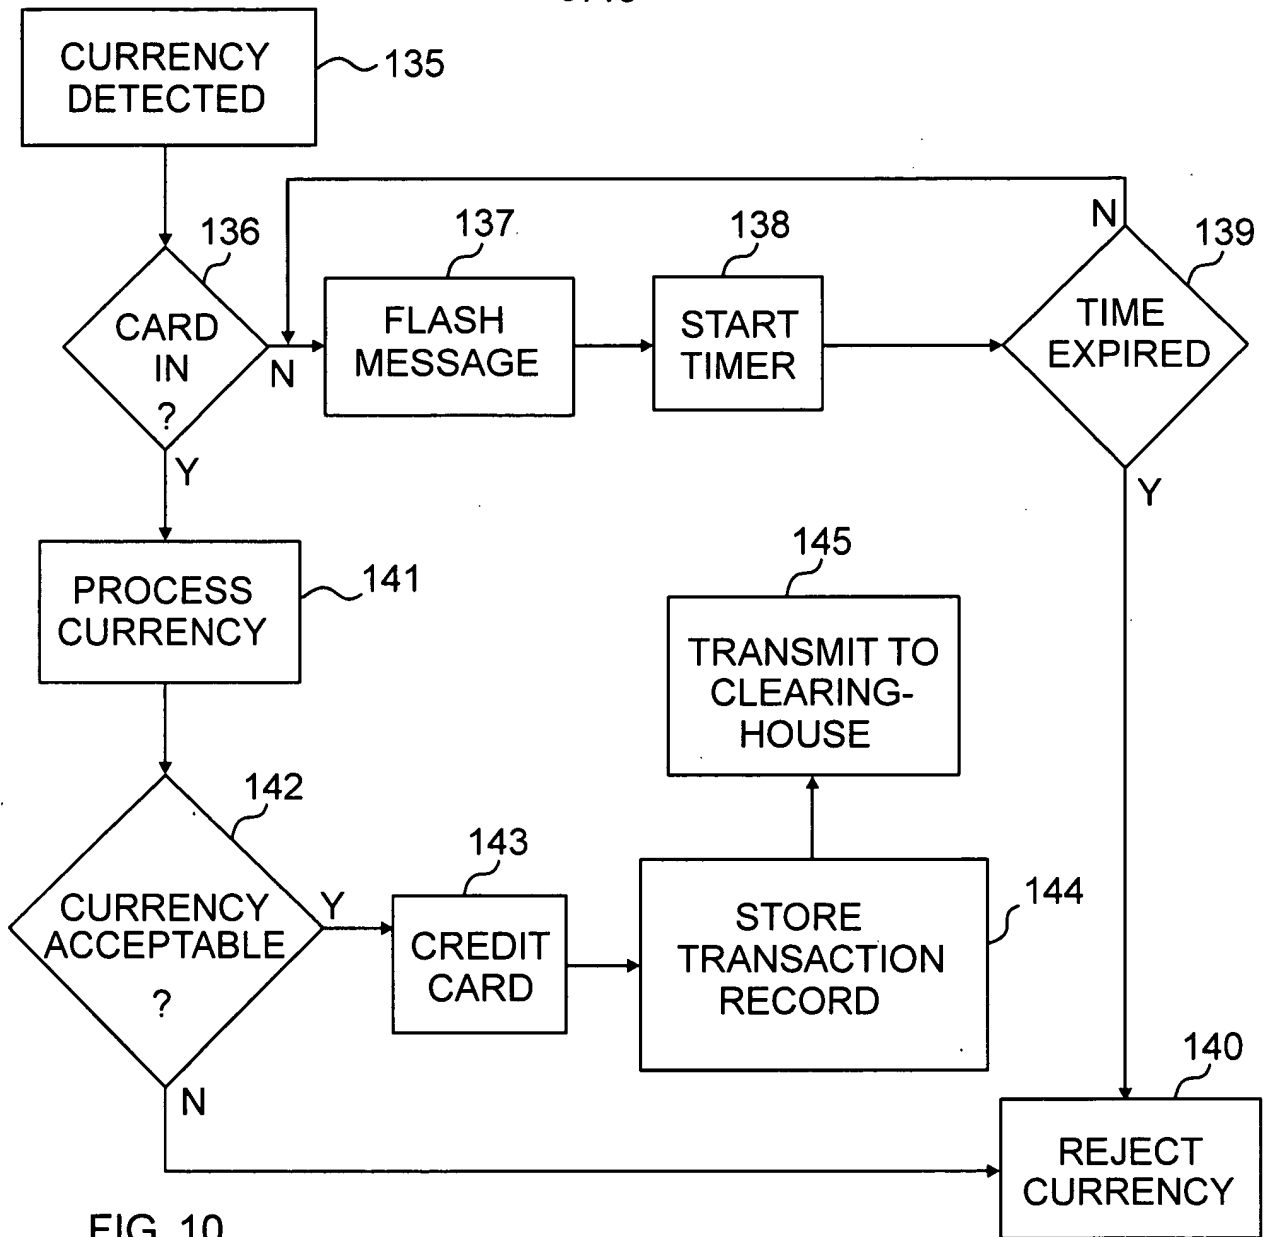 CURRENCY
DETECTED
135
136
CARD
IN
?
N
Y
137
FLASH
MESSAGE
138
START
TIMER
N
139
TIME
EXPIRED
Y
PROCESS
CURRENCY
141
145
TRANSMIT TO
CLEARING-
HOUSE
142
CURRENCY
ACCEPTABLE
?
Y
N
143
CREDIT
CARD
144
STORE
TRANSACTION
RECORD
140
REJECT
CURRENCY
FIG. 10